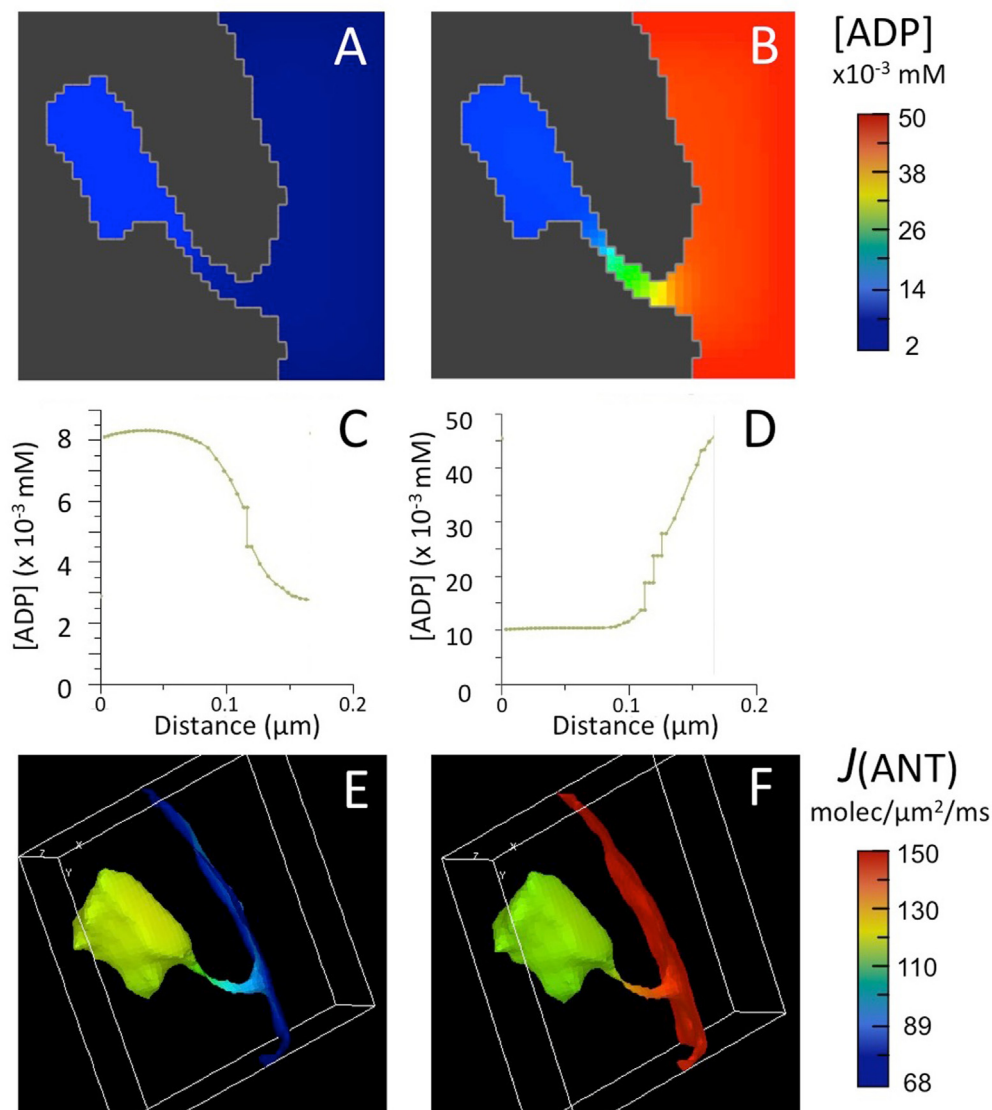 A
B
[ADP]
x10⁻³ mM
50
38
26
14
2
C
[ADP] (x 10⁻³ mM)
8
6
4
2
0
0
0.1
0.2
Distance (μm)
D
[ADP] (x 10⁻³ mM)
50
40
30
20
10
0
0
0.1
0.2
Distance (μm)
E
X
Y
Z
F
X
Y
Z
J(ANT)
molec/μm²/ms
150
130
110
89
68